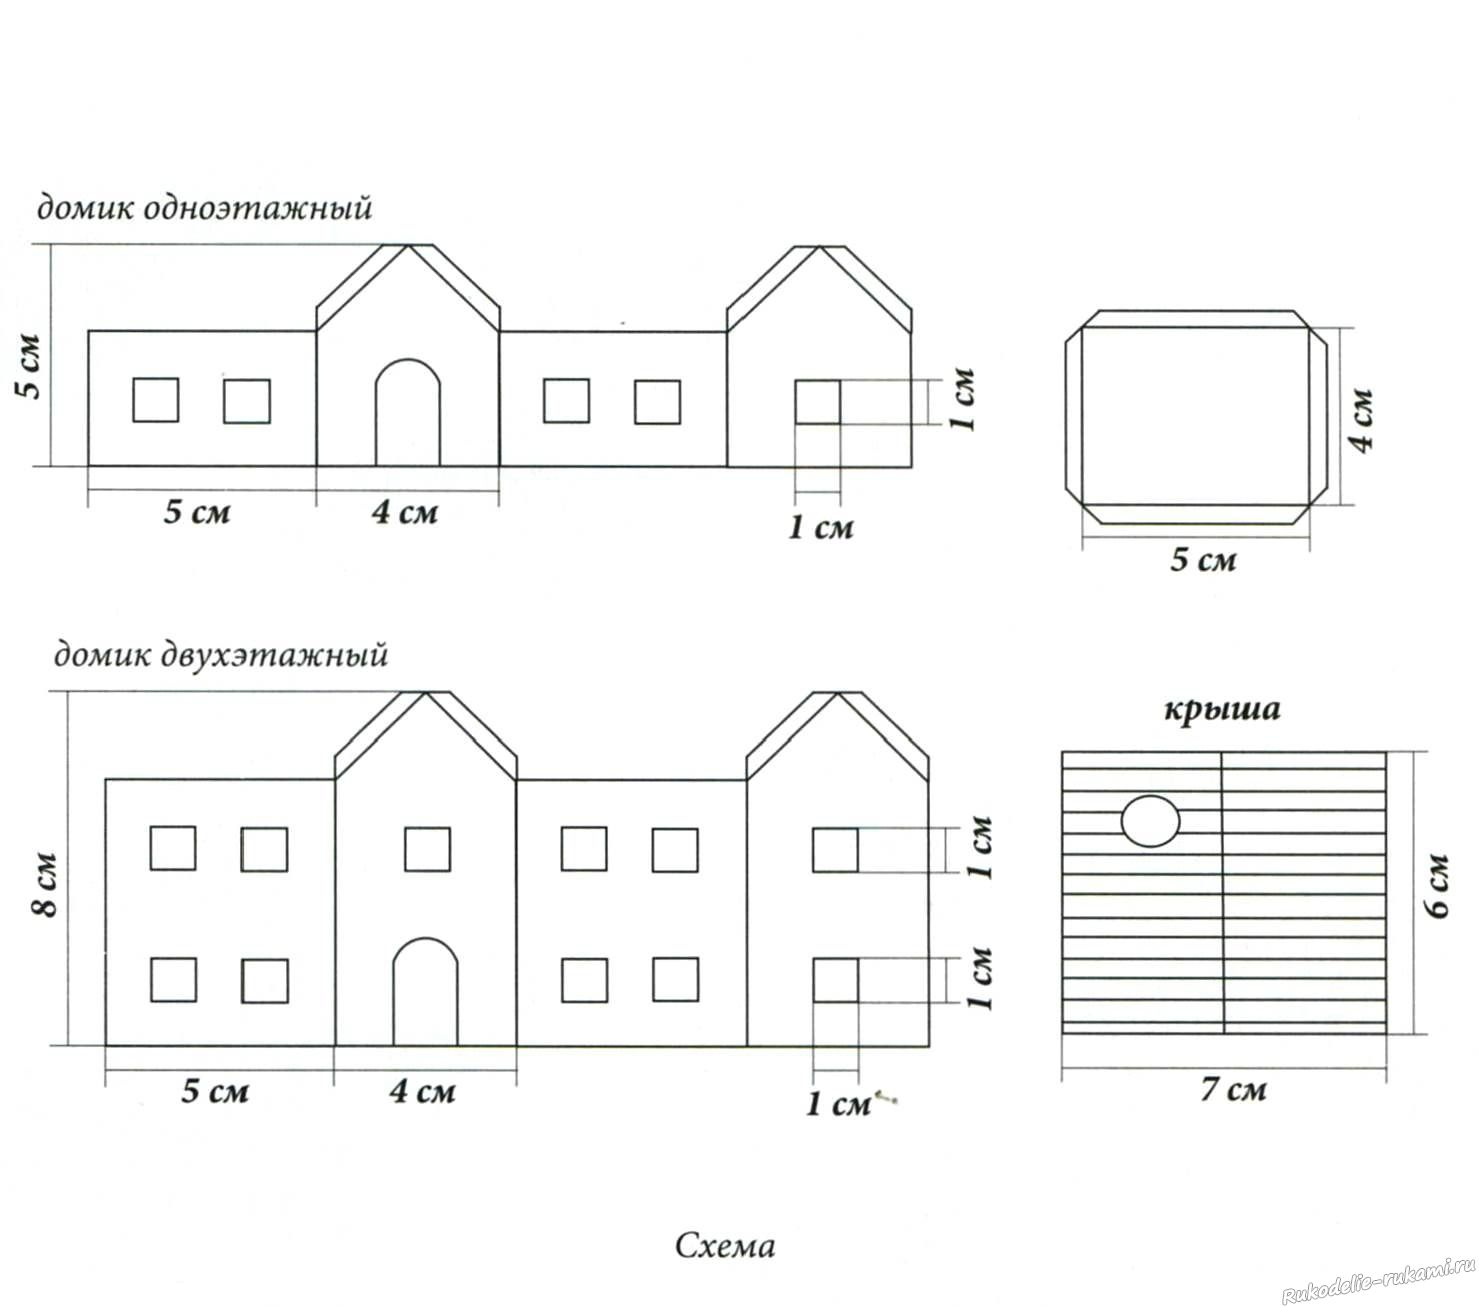 домик одноэтажный
5 см
5 см
4 см
1 см
1 см
4 см
5 см
домик двухэтажный
8 см
5 см
4 см
1 см
1 см
1 см
крыша
6 см
7 см
Схема
Rukodelie-rukami.ru